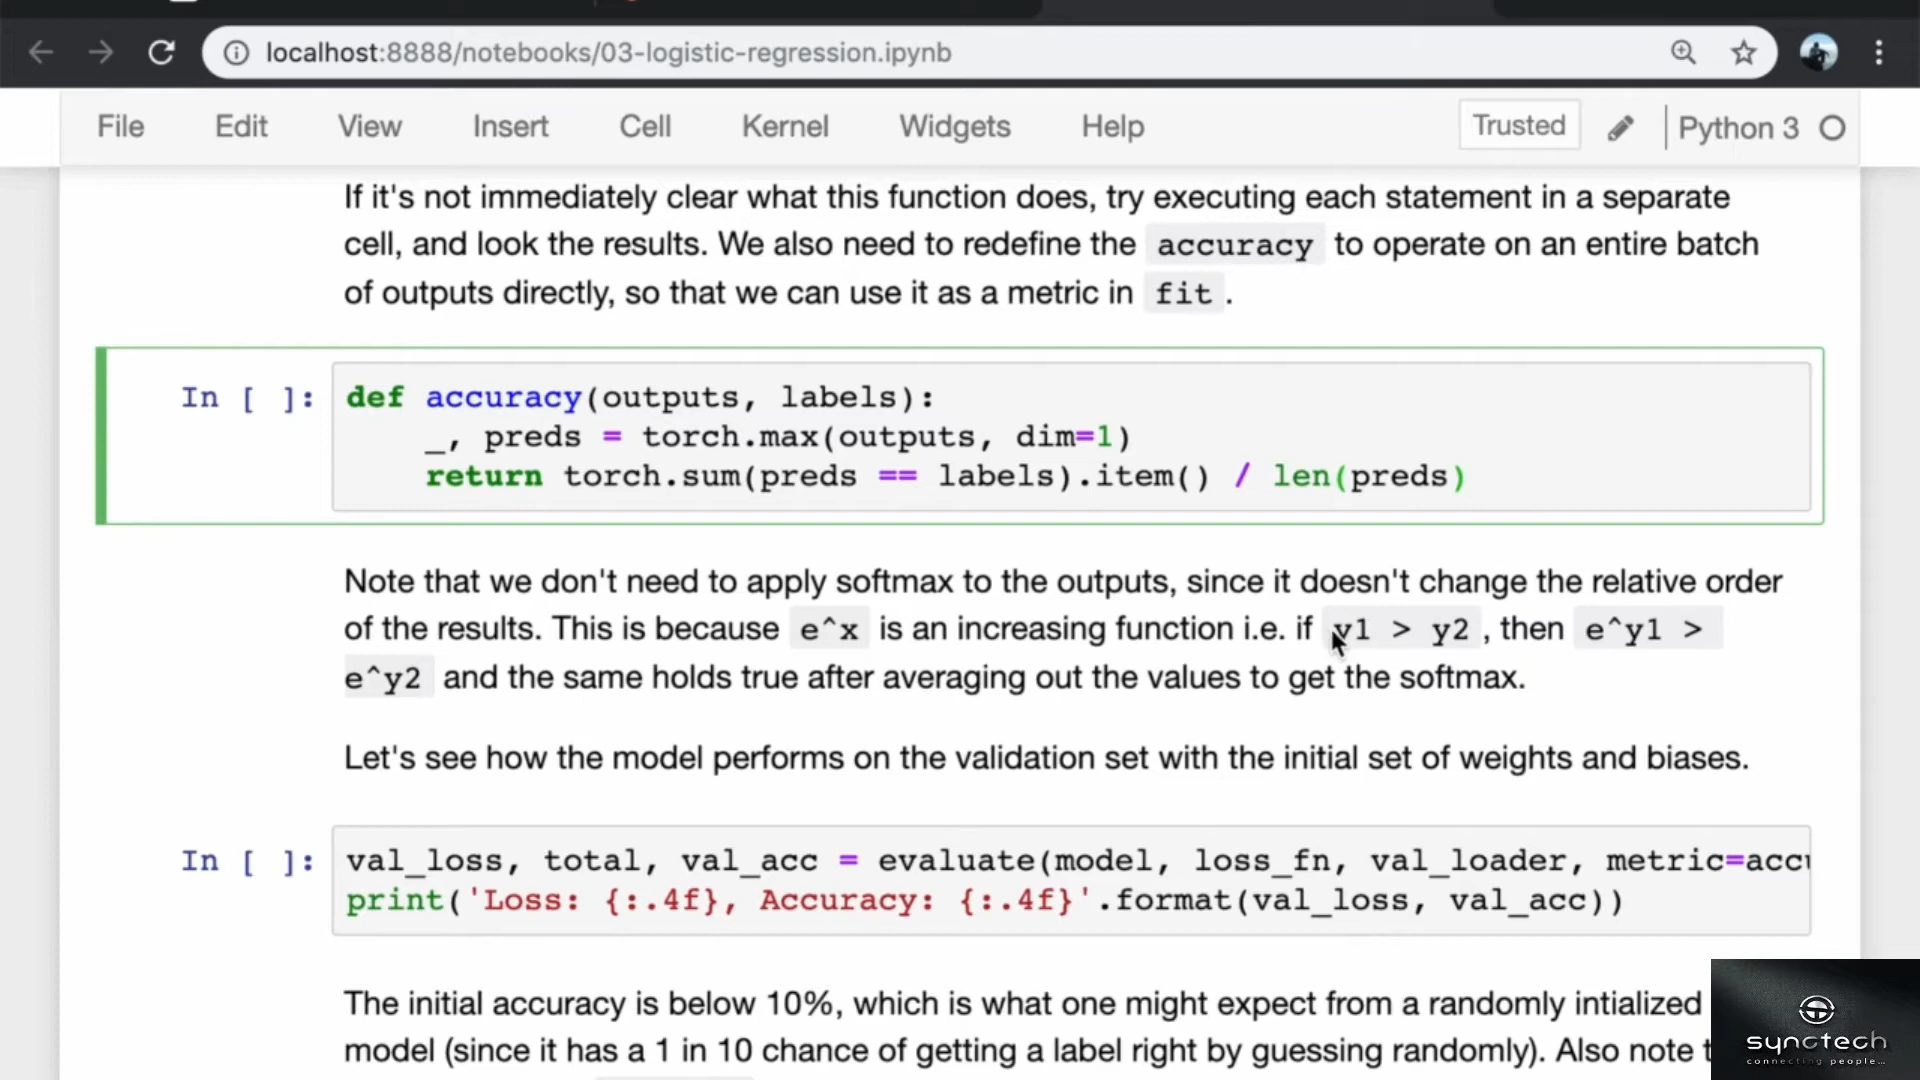 localhost:8888/notebooks/03-logistic-regression.ipynb
File Edit View Insert Cell Kernel Widgets Help Trusted Python 3
If it's not immediately clear what this function does, try executing each statement in a separate
cell, and look the results. We also need to redefine the accuracy to operate on an entire batch
of outputs directly, so that we can use it as a metric in fit .
In [ ]: def accuracy(outputs, labels):
_, preds = torch.max(outputs, dim=1)
return torch.sum(preds == labels).item() / len(preds)
Note that we don't need to apply softmax to the outputs, since it doesn't change the relative order
of the results. This is because e^x is an increasing function i.e. if y1 > y2 , then e^y1 >
e^y2 and the same holds true after averaging out the values to get the softmax.
Let's see how the model performs on the validation set with the initial set of weights and biases.
In [ ]: val_loss, total, val_acc = evaluate(model, loss_fn, val_loader, metric=acc
print('Loss: {:.4f}, Accuracy: {:.4f}'.format(val_loss, val_acc))
The initial accuracy is below 10%, which is what one might expect from a randomly intialized
model (since it has a 1 in 10 chance of getting a label right by guessing randomly). Also note
synctech
connecting people...